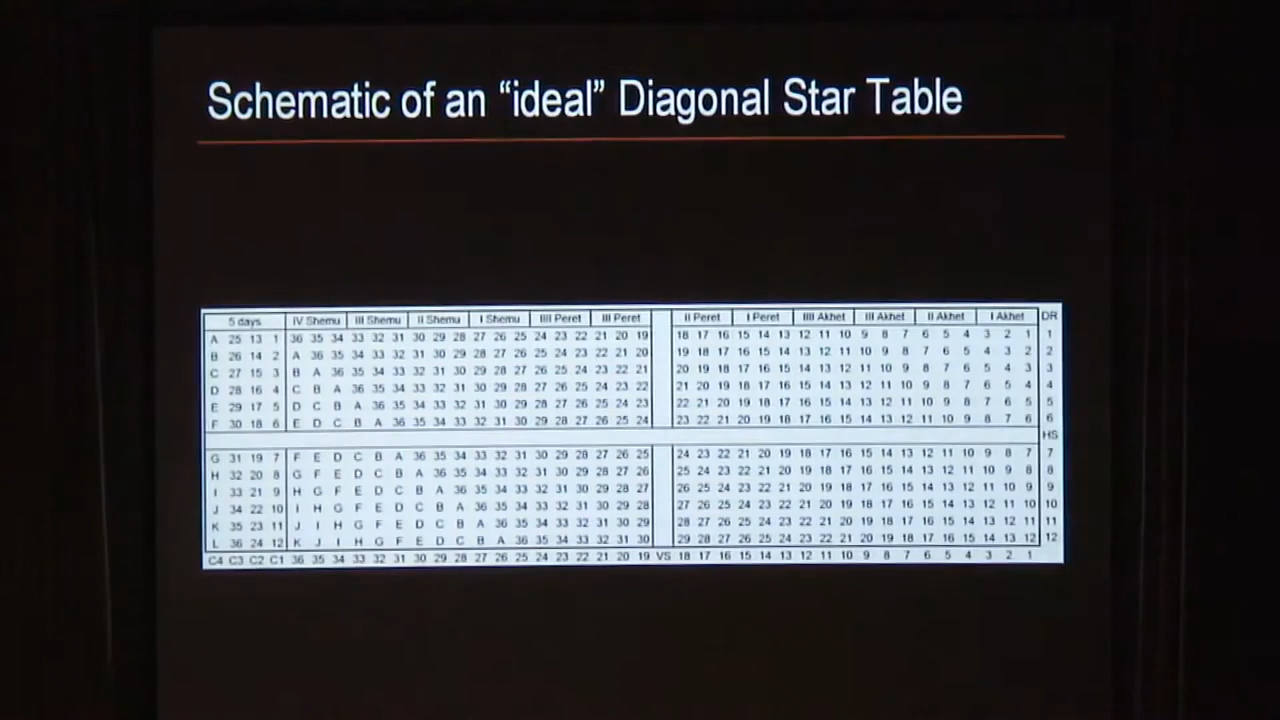 Schematic of an “ideal” Diagonal Star Table
5 days IV Shemu III Shemu II Shemu I Shemu IIII Peret III Peret II Peret I Peret IIII Akhet III Akhet II Akhet I Akhet DR
A 25 13 1 36 35 34 33 32 31 30 29 28 27 26 25 24 23 22 21 20 19 18 17 16 15 14 13 12 11 10 9 8 7 6 5 4 3 2 1 1
B 26 14 2 A 36 35 34 33 32 31 30 29 28 27 26 25 24 23 22 21 20 19 18 17 16 15 14 13 12 11 10 9 8 7 6 5 4 3 2 2
C 27 15 3 B A 36 35 34 33 32 31 30 29 28 27 26 25 24 23 22 21 20 19 18 17 16 15 14 13 12 11 10 9 8 7 6 5 4 3 3
D 28 16 4 C B A 36 35 34 33 32 31 30 29 28 27 26 25 24 23 22 21 20 19 18 17 16 15 14 13 12 11 10 9 8 7 6 5 4 4
E 29 17 5 D C B A 36 35 34 33 32 31 30 29 28 27 26 25 24 23 22 21 20 19 18 17 16 15 14 13 12 11 10 9 8 7 6 5 5
F 30 18 6 E D C B A 36 35 34 33 32 31 30 29 28 27 26 25 24 23 22 21 20 19 18 17 16 15 14 13 12 11 10 9 8 7 6 6
HS
G 31 19 7 F E D C B A 36 35 34 33 32 31 30 29 28 27 26 25 24 23 22 21 20 19 18 17 16 15 14 13 12 11 10 9 8 7 7
H 32 20 8 G F E D C B A 36 35 34 33 32 31 30 29 28 27 26 25 24 23 22 21 20 19 18 17 16 15 14 13 12 11 10 9 8 8
I 33 21 9 H G F E D C B A 36 35 34 33 32 31 30 29 28 27 26 25 24 23 22 21 20 19 18 17 16 15 14 13 12 11 10 9 9
J 34 22 10 I H G F E D C B A 36 35 34 33 32 31 30 29 28 27 26 25 24 23 22 21 20 19 18 17 16 15 14 13 12 11 10 10
K 35 23 11 J I H G F E D C B A 36 35 34 33 32 31 30 29 28 27 26 25 24 23 22 21 20 19 18 17 16 15 14 13 12 11 11
L 36 24 12 K J I H G F E D C B A 36 35 34 33 32 31 30 29 28 27 26 25 24 23 22 21 20 19 18 17 16 15 14 13 12 12
C4 C3 C2 C1 36 35 34 33 32 31 30 29 28 27 26 25 24 23 22 21 20 19 VS 18 17 16 15 14 13 12 11 10 9 8 7 6 5 4 3 2 1